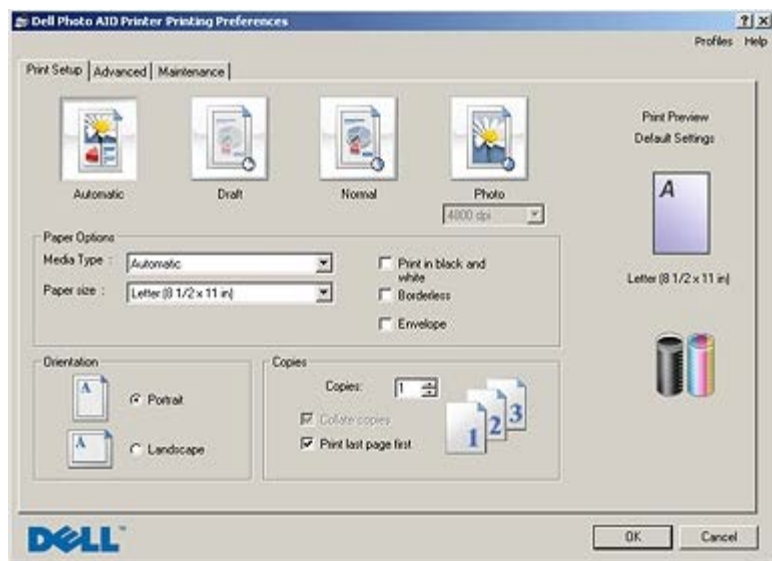 Dell Photo AIO Printer Printing Preferences
Profiles Help
Print Setup Advanced Maintenance
Automatic
Draft
Normal
Photo
4800 dpi
Print Preview
Default Settings
A
Letter (8 1/2 x 11 in)
Paper Options
Media Type :
Automatic
Paper size :
Letter (8 1/2 x 11 in)
Print in black and
white
Borderless
Envelope
Orientation
A
Portrait
A
Landscape
Copies
Copies:
1
Collate copies
Print last page first
1 2 3
DELL™
OK
Cancel